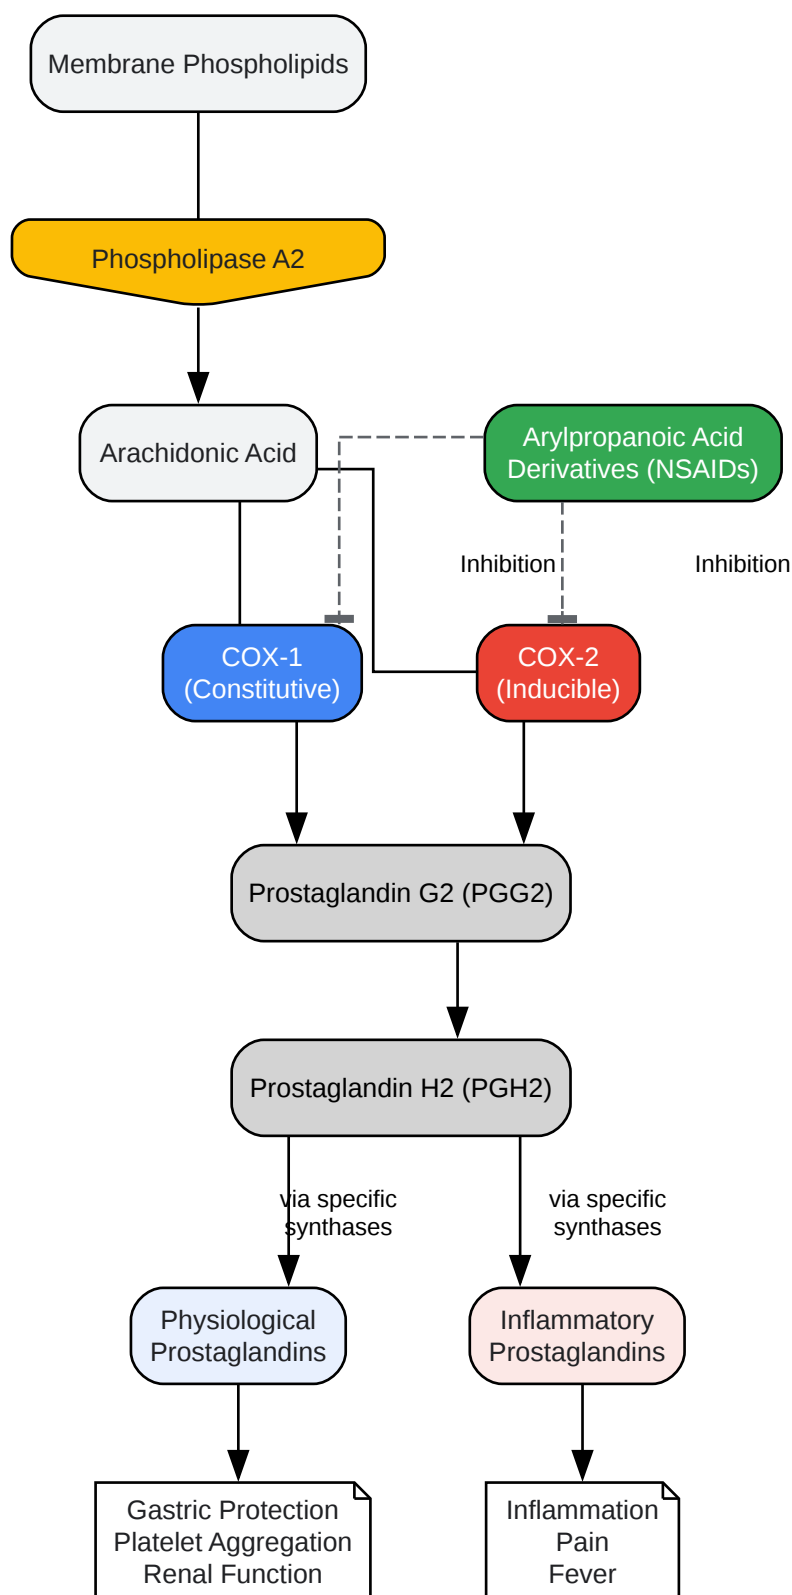 Membrane Phospholipids
Phospholipase A2
Arachidonic Acid
Arylpropanoic Acid
Derivatives (NSAIDs)
Inhibition
Inhibition
COX-1
(Constitutive)
COX-2
(Inducible)
Prostaglandin G2 (PGG2)
Prostaglandin H2 (PGH2)
via specific
synthases
via specific
synthases
Physiological
Prostaglandins
Inflammatory
Prostaglandins
Gastric Protection
Platelet Aggregation
Renal Function
Inflammation
Pain
Fever